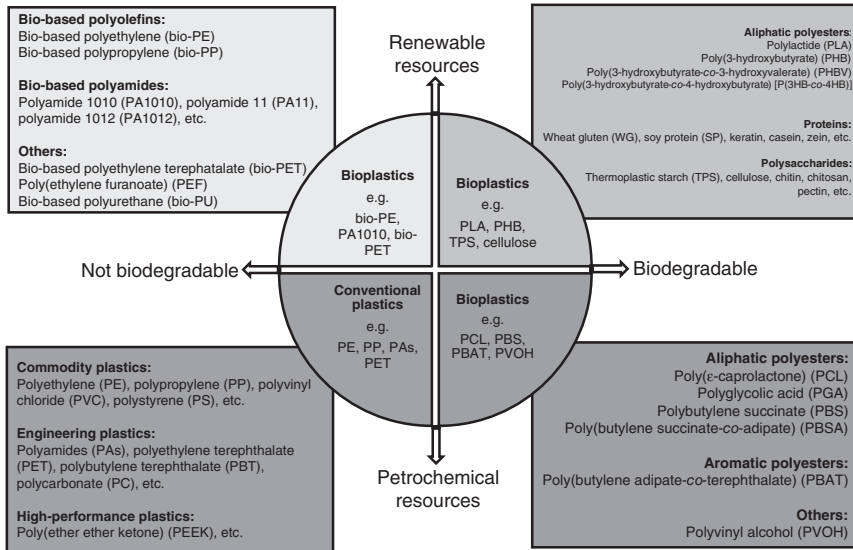 Bio-based polyolefins:
Bio-based polyethylene (bio-PE)
Bio-based polypropylene (bio-PP)
Bio-based polyamides:
Polyamide 1010 (PA1010), polyamide 11 (PA11),
polyamide 1012 (PA1012), etc.
Others:
Bio-based polyethylene terephatalate (bio-PET)
Poly(ethylene furanoate) (PEF)
Bio-based polyurethane (bio-PU)
Renewable
resources
Aliphatic polyesters:
Polylactide (PLA)
Poly(3-hydroxybutyrate) (PHB)
Poly(3-hydroxybutyrate-co-3-hydroxyvalerate) (PHBV)
Poly(3-hydroxybutyrate-co-4-hydroxybutyrate) [P(3HB-co-4HB)]
Proteins:
Wheat gluten (WG), soy protein (SP), keratin, casein, zein, etc.
Polysaccharides:
Thermoplastic starch (TPS), cellulose, chitin, chitosan,
pectin, etc.
Bioplastics
e.g.
bio-PE,
PA1010, bio-
PET
Bioplastics
e.g.
PLA, PHB,
TPS, cellulose
Not biodegradable
Biodegradable
Conventional
plastics
e.g.
PE, PP, PAs,
PET
Bioplastics
e.g.
PCL, PBS,
PBAT, PVOH
Commodity plastics:
Polyethylene (PE), polypropylene (PP), polyvinyl
chloride (PVC), polystyrene (PS), etc.
Engineering plastics:
Polyamides (PAs), polyethylene terephthalate
(PET), polybutylene terephthalate (PBT),
polycarbonate (PC), etc.
High-performance plastics:
Poly(ether ether ketone) (PEEK), etc.
Petrochemical
resources
Aliphatic polyesters:
Poly(ε-caprolactone) (PCL)
Polyglycolic acid (PGA)
Polybutylene succinate (PBS)
Poly(butylene succinate-co-adipate) (PBSA)
Aromatic polyesters:
Poly(butylene adipate-co-terephthalate) (PBAT)
Others:
Polyvinyl alcohol (PVOH)